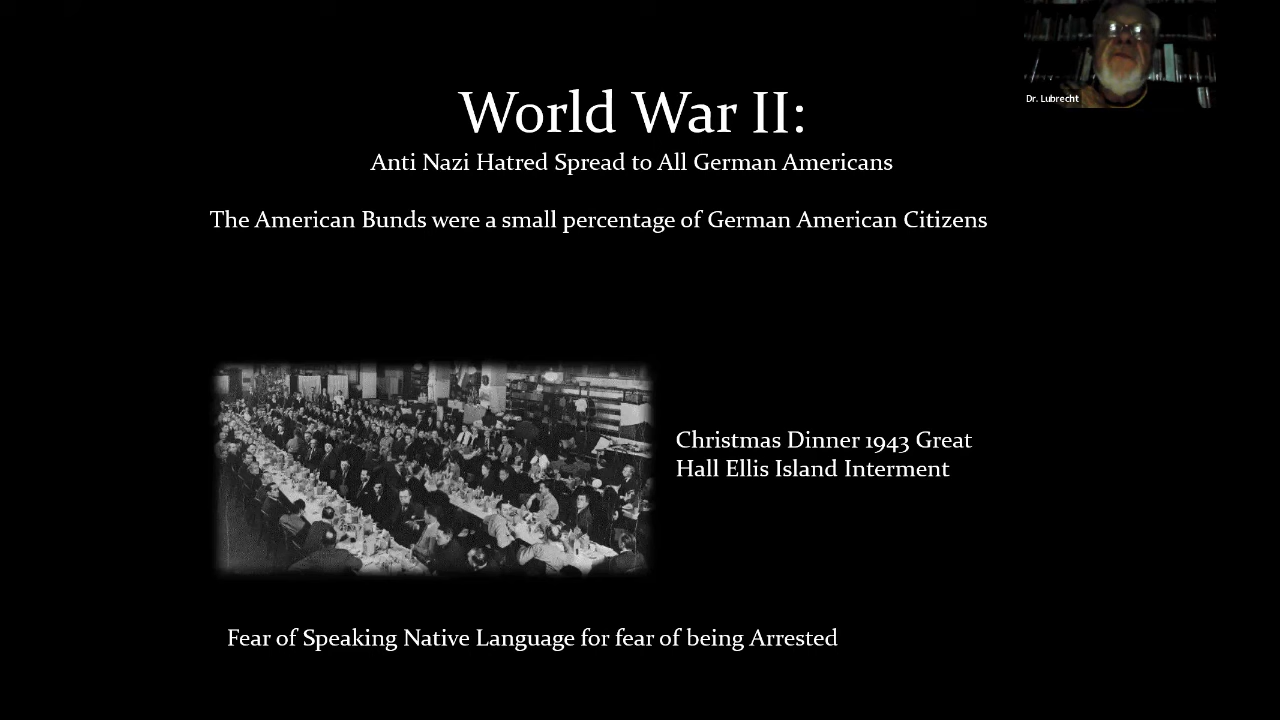 Dr. Lubrecht
World War II:
Anti Nazi Hatred Spread to All German Americans
The American Bunds were a small percentage of German American Citizens
Christmas Dinner 1943 Great
Hall Ellis Island Interment
Fear of Speaking Native Language for fear of being Arrested